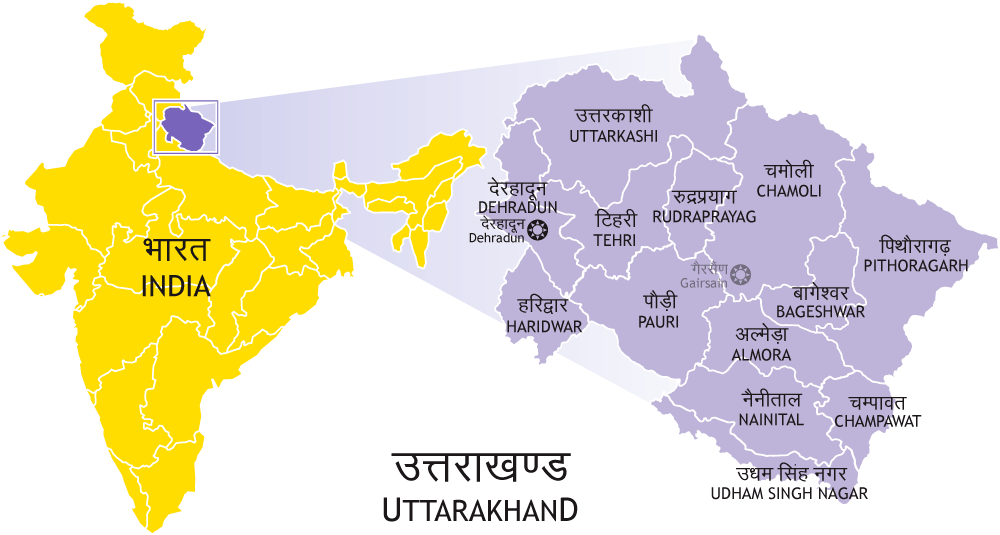 भारत
INDIA
उत्तरकाशी
UTTARKASHI
चमोली
CHAMOLI
देरहादून
DEHRADUN
देरहादून
Dehradun
टिहरी
TEHRI
रुद्रप्रयाग
RUDRAPRAYAG
पिथौरागढ़
PITHORAGARH
हरिद्वार
HARIDWAR
पौड़ी
PAURI
गैरसैंण
Gairsain
बागेश्वर
BAGESHWAR
अल्मेड़ा
ALMORA
नैनीताल
NAINITAL
चम्पावत
CHAMPAWAT
उधम सिंह नगर
UDHAM SINGH NAGAR
उत्तराखण्ड
UTTARAKHAND